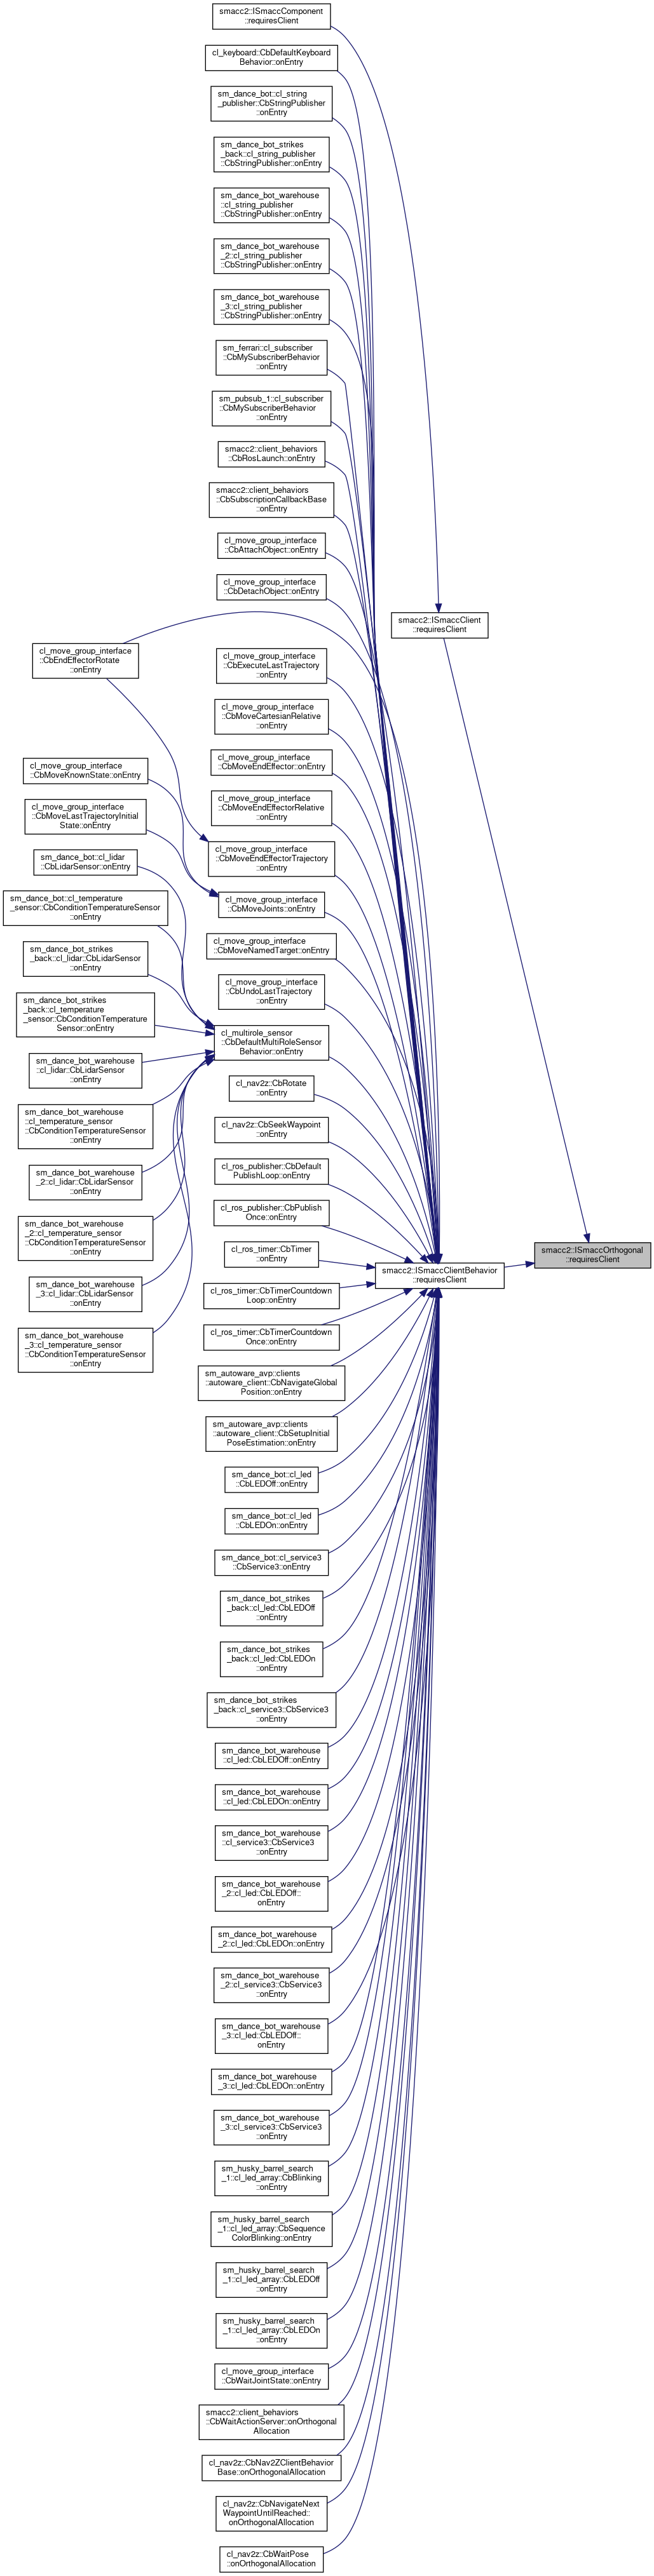 smacc2::ISmaccComponent
::requiresClient
cl_keyboard::CbDefaultKeyboard
Behavior::onEntry
sm_dance_bot::cl_string
_publisher::CbStringPublisher
::onEntry
sm_dance_bot_strikes
_back::cl_string_publisher
::CbStringPublisher::onEntry
sm_dance_bot_warehouse
::cl_string_publisher
::CbStringPublisher::onEntry
sm_dance_bot_warehouse
_2::cl_string_publisher
::CbStringPublisher::onEntry
sm_dance_bot_warehouse
_3::cl_string_publisher
::CbStringPublisher::onEntry
sm_ferrari::cl_subscriber
::CbMySubscriberBehavior
::onEntry
sm_pubsub_1::cl_subscriber
::CbMySubscriberBehavior
::onEntry
smacc2::client_behaviors
::CbRosLaunch::onEntry
smacc2::client_behaviors
::CbSubscriptionCallbackBase
::onEntry
cl_move_group_interface
::CbAttachObject::onEntry
cl_move_group_interface
::CbDetachObject::onEntry
smacc2::ISmaccClient
::requiresClient
cl_move_group_interface
::CbEndEffectorRotate
::onEntry
cl_move_group_interface
::CbExecuteLastTrajectory
::onEntry
cl_move_group_interface
::CbMoveCartesianRelative
::onEntry
cl_move_group_interface
::CbMoveEndEffector::onEntry
cl_move_group_interface
::CbMoveKnownState::onEntry
cl_move_group_interface
::CbMoveEndEffectorRelative
::onEntry
cl_move_group_interface
::CbMoveLastTrajectoryInitial
State::onEntry
cl_move_group_interface
::CbMoveEndEffectorTrajectory
::onEntry
sm_dance_bot::cl_lidar
::CbLidarSensor::onEntry
cl_move_group_interface
::CbMoveJoints::onEntry
sm_dance_bot::cl_temperature
_sensor::CbConditionTemperatureSensor
::onEntry
cl_move_group_interface
::CbMoveNamedTarget::onEntry
sm_dance_bot_strikes
_back::cl_lidar::CbLidarSensor
::onEntry
cl_move_group_interface
::CbUndoLastTrajectory
::onEntry
sm_dance_bot_strikes
_back::cl_temperature
_sensor::CbConditionTemperature
Sensor::onEntry
cl_multirole_sensor
::CbDefaultMultiRoleSensor
Behavior::onEntry
sm_dance_bot_warehouse
::cl_lidar::CbLidarSensor
::onEntry
cl_nav2z::CbRotate
::onEntry
sm_dance_bot_warehouse
::cl_temperature_sensor
::CbConditionTemperatureSensor
::onEntry
cl_nav2z::CbSeekWaypoint
::onEntry
sm_dance_bot_warehouse
_2::cl_lidar::CbLidarSensor
::onEntry
cl_ros_publisher::CbDefault
PublishLoop::onEntry
sm_dance_bot_warehouse
_2::cl_temperature_sensor
::CbConditionTemperatureSensor
::onEntry
cl_ros_publisher::CbPublish
Once::onEntry
cl_ros_timer::CbTimer
::onEntry
smacc2::ISmaccOrthogonal
::requiresClient
smacc2::ISmaccClientBehavior
::requiresClient
sm_dance_bot_warehouse
_3::cl_lidar::CbLidarSensor
::onEntry
cl_ros_timer::CbTimerCountdown
Loop::onEntry
sm_dance_bot_warehouse
_3::cl_temperature_sensor
::CbConditionTemperatureSensor
::onEntry
cl_ros_timer::CbTimerCountdown
Once::onEntry
sm_autoware_avp::clients
::autoware_client::CbNavigateGlobal
Position::onEntry
sm_autoware_avp::clients
::autoware_client::CbSetupInitial
PoseEstimation::onEntry
sm_dance_bot::cl_led
::CbLEDOff::onEntry
sm_dance_bot::cl_led
::CbLEDOn::onEntry
sm_dance_bot::cl_service3
::CbService3::onEntry
sm_dance_bot_strikes
_back::cl_led::CbLEDOff
::onEntry
sm_dance_bot_strikes
_back::cl_led::CbLEDOn
::onEntry
sm_dance_bot_strikes
_back::cl_service3::CbService3
::onEntry
sm_dance_bot_warehouse
::cl_led::CbLEDOff::onEntry
sm_dance_bot_warehouse
::cl_led::CbLEDOn::onEntry
sm_dance_bot_warehouse
::cl_service3::CbService3
::onEntry
sm_dance_bot_warehouse
_2::cl_led::CbLEDOff::
onEntry
sm_dance_bot_warehouse
_2::cl_led::CbLEDOn::onEntry
sm_dance_bot_warehouse
_2::cl_service3::CbService3
::onEntry
sm_dance_bot_warehouse
_3::cl_led::CbLEDOff::
onEntry
sm_dance_bot_warehouse
_3::cl_led::CbLEDOn::onEntry
sm_dance_bot_warehouse
_3::cl_service3::CbService3
::onEntry
sm_husky_barrel_search
_1::cl_led_array::CbBlinking
::onEntry
sm_husky_barrel_search
_1::cl_led_array::CbSequence
ColorBlinking::onEntry
sm_husky_barrel_search
_1::cl_led_array::CbLEDOff
::onEntry
sm_husky_barrel_search
_1::cl_led_array::CbLEDOn
::onEntry
cl_move_group_interface
::CbWaitJointState::onEntry
smacc2::client_behaviors
::CbWaitActionServer::onOrthogonal
Allocation
cl_nav2z::CbNav2ZClientBehavior
Base::onOrthogonalAllocation
cl_nav2z::CbNavigateNext
WaypointUntilReached::
onOrthogonalAllocation
cl_nav2z::CbWaitPose
::onOrthogonalAllocation